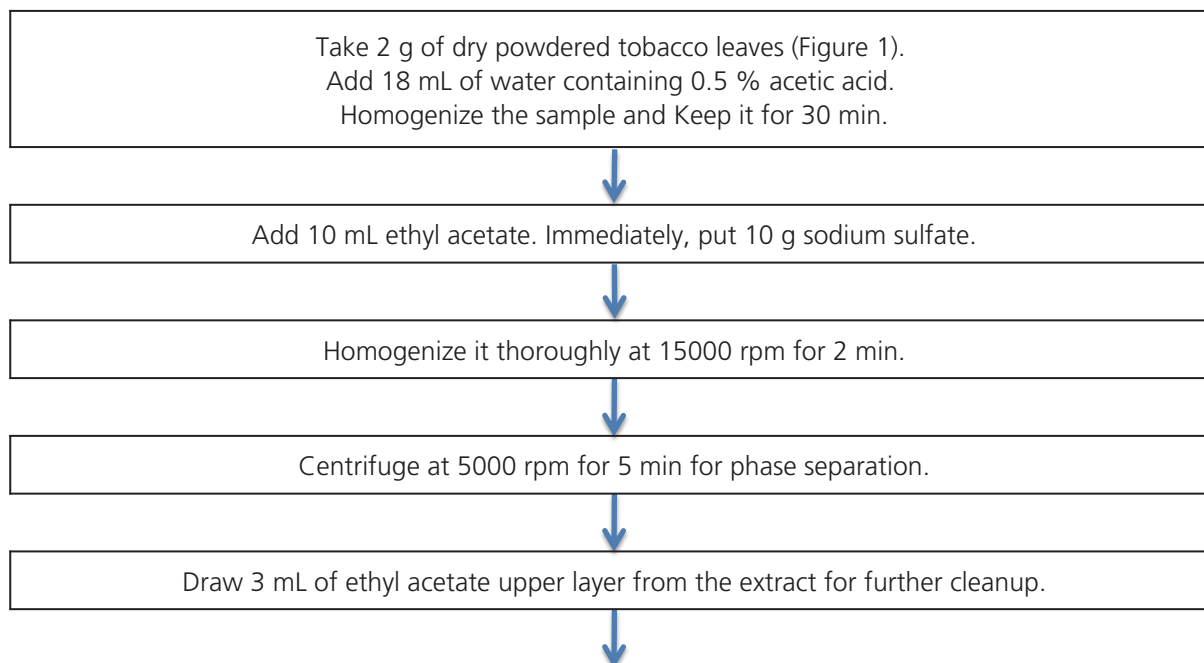 Take 2 g of dry powdered tobacco leaves (Figure 1).
Add 18 mL of water containing 0.5 % acetic acid.
Homogenize the sample and Keep it for 30 min.
Add 10 mL ethyl acetate. Immediately, put 10 g sodium sulfate.
Homogenize it thoroughly at 15000 rpm for 2 min.
Centrifuge at 5000 rpm for 5 min for phase separation.
Draw 3 mL of ethyl acetate upper layer from the extract for further cleanup.